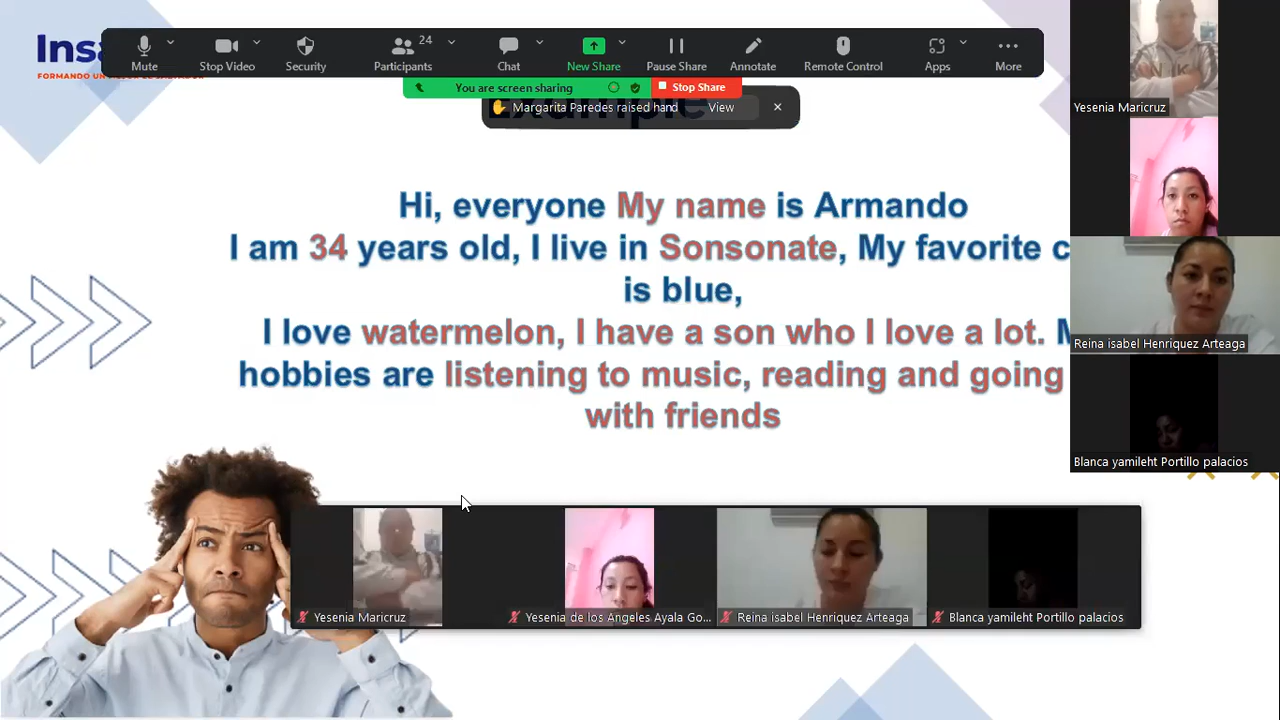 Mute
Stop Video
Security
24
Participants
Chat
New Share
Pause Share
Annotate
Remote Control
Apps
More
You are screen sharing
Stop Share
Margarita Paredes raised hand
View
Example
Hi, everyone My name is Armando
I am 34 years old, I live in Sonsonate, My favorite
is blue,
I love watermelon, I have a son who I love a lot.
hobbies are listening to music, reading and going
with friends
Yesenia Maricruz
Reina isabel Henriquez Arteaga
Blanca yamileht Portillo palacios
Yesenia Maricruz
Yesenia de los Angeles Ayala Go...
Reina isabel Henriquez Arteaga
Blanca yamileht Portillo palacios